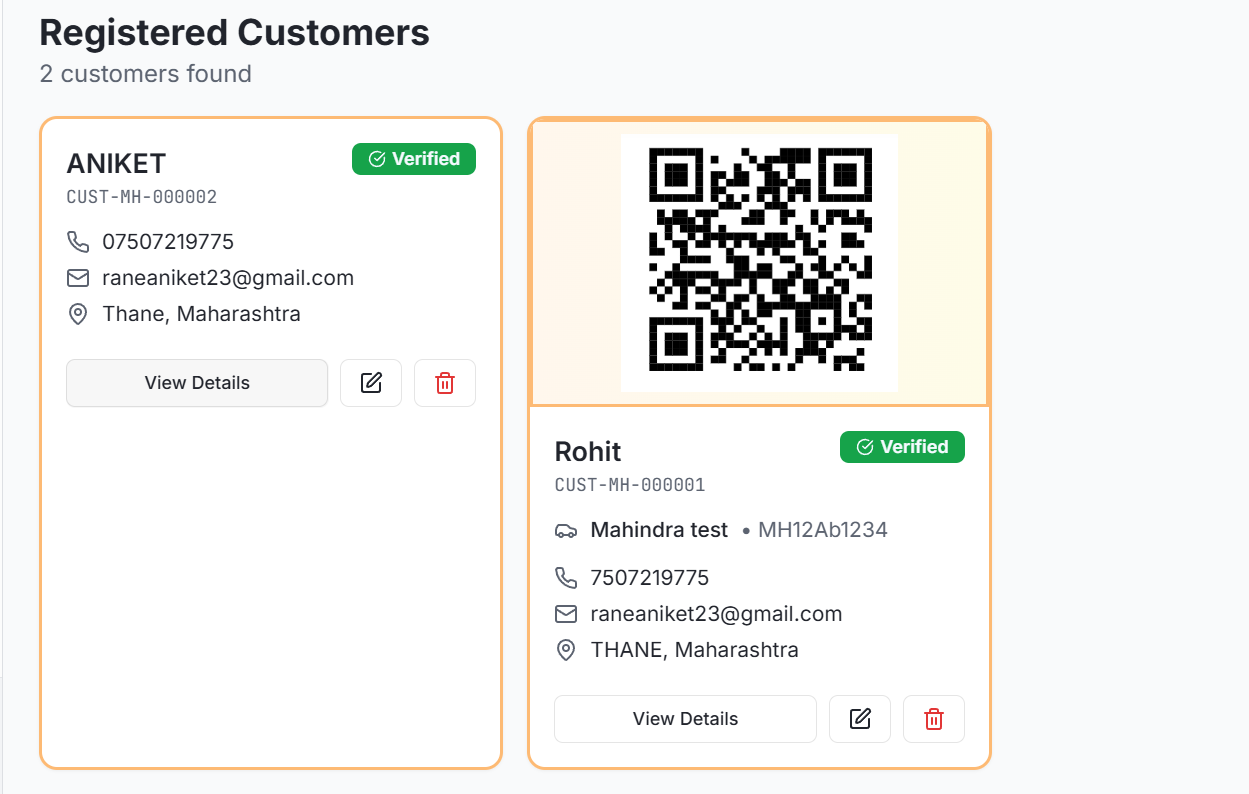 Registered Customers
2 customers found
ANIKET
Verified
CUST-MH-000002
07507219775
raneaniket23@gmail.com
Thane, Maharashtra
View Details
Rohit
Verified
CUST-MH-000001
Mahindra test • MH12Ab1234
7507219775
raneaniket23@gmail.com
THANE, Maharashtra
View Details